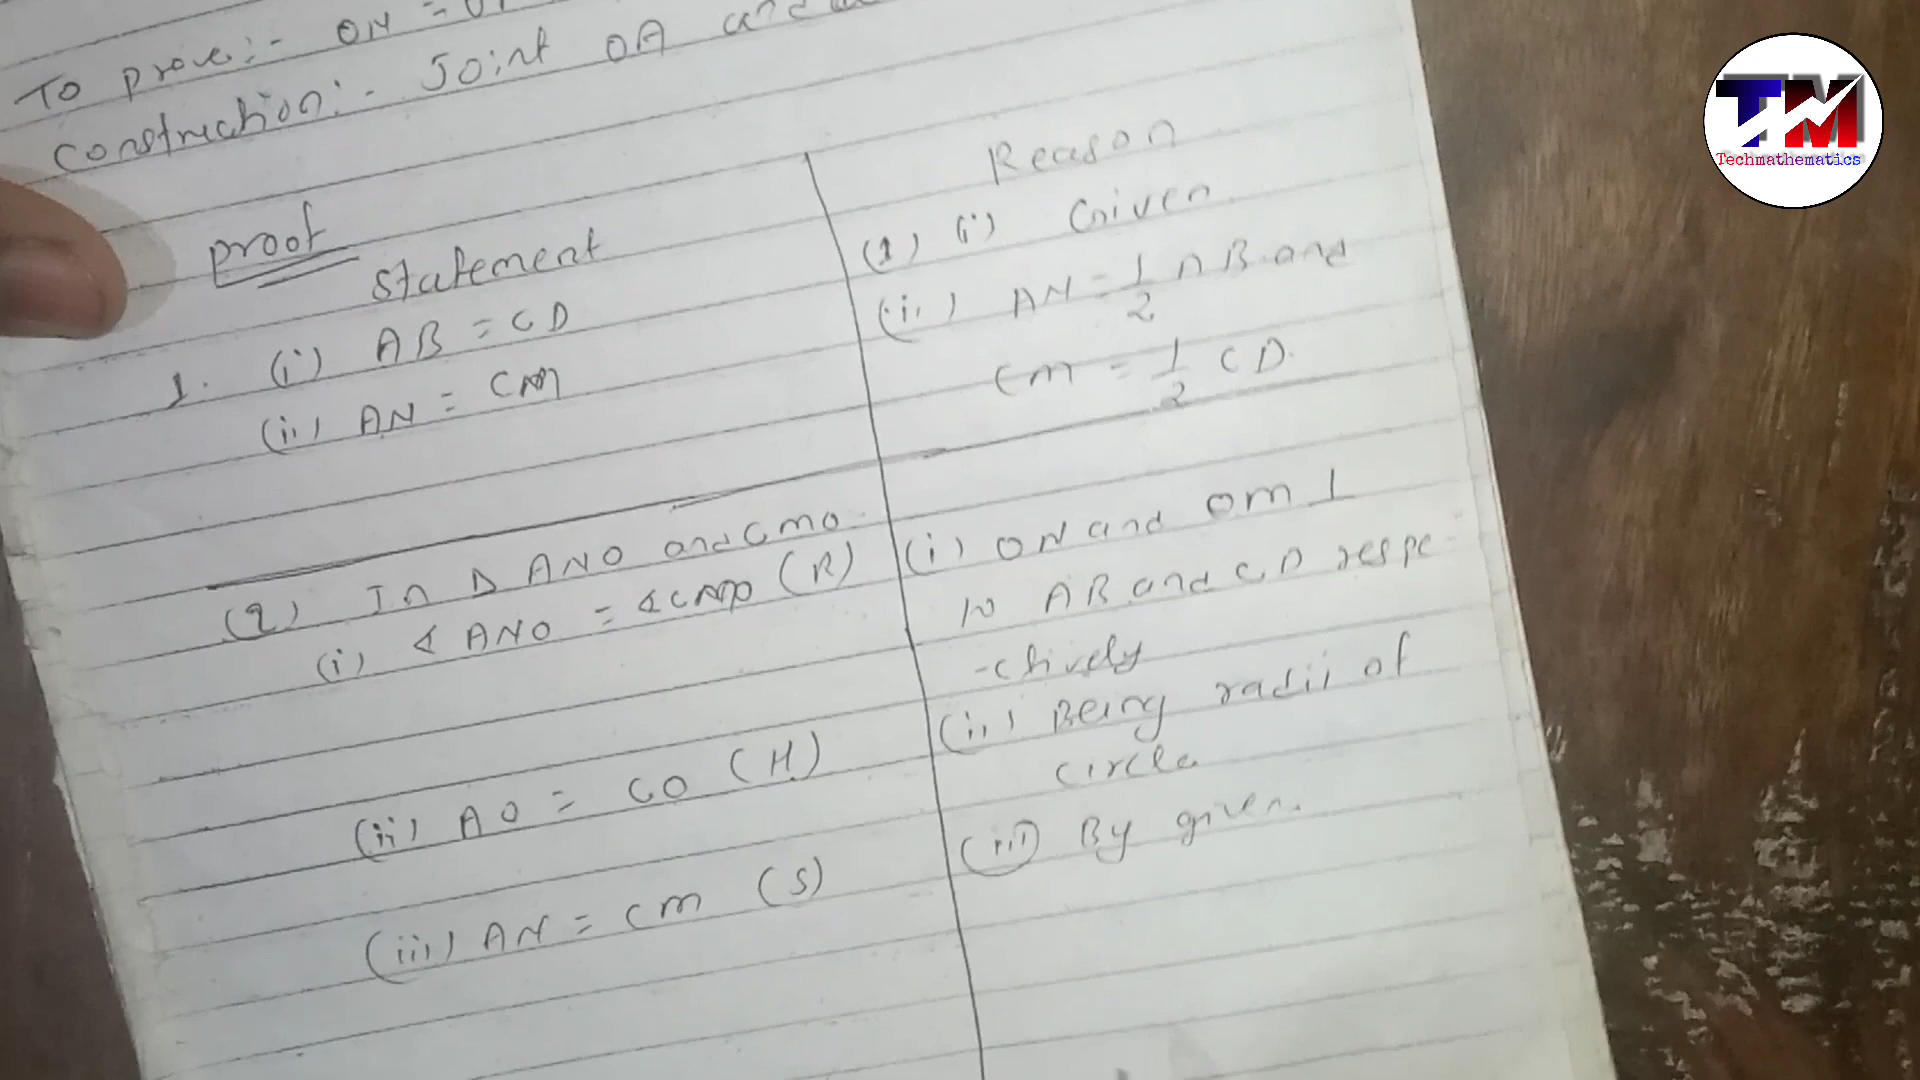 To prove:- ON =
Construction:- Joint OA and
Proof
Statement
1. (i) AB = CD
(ii) AN = CM
(2) In Δ ANO and CMO
(i) ∢ ANO = ∢CMO (R)
(ii) AO = CO (H)
(iii) AN = CM (S)
Reason
(1) (i) Given
(ii) AN = 1/2 AB and
CM = 1/2 CD.
(i) ON and OM ⊥
to AB and CD respe-
-ctively
(ii) Being radii of
circle
(iii) By given.
TM
Techmathematics